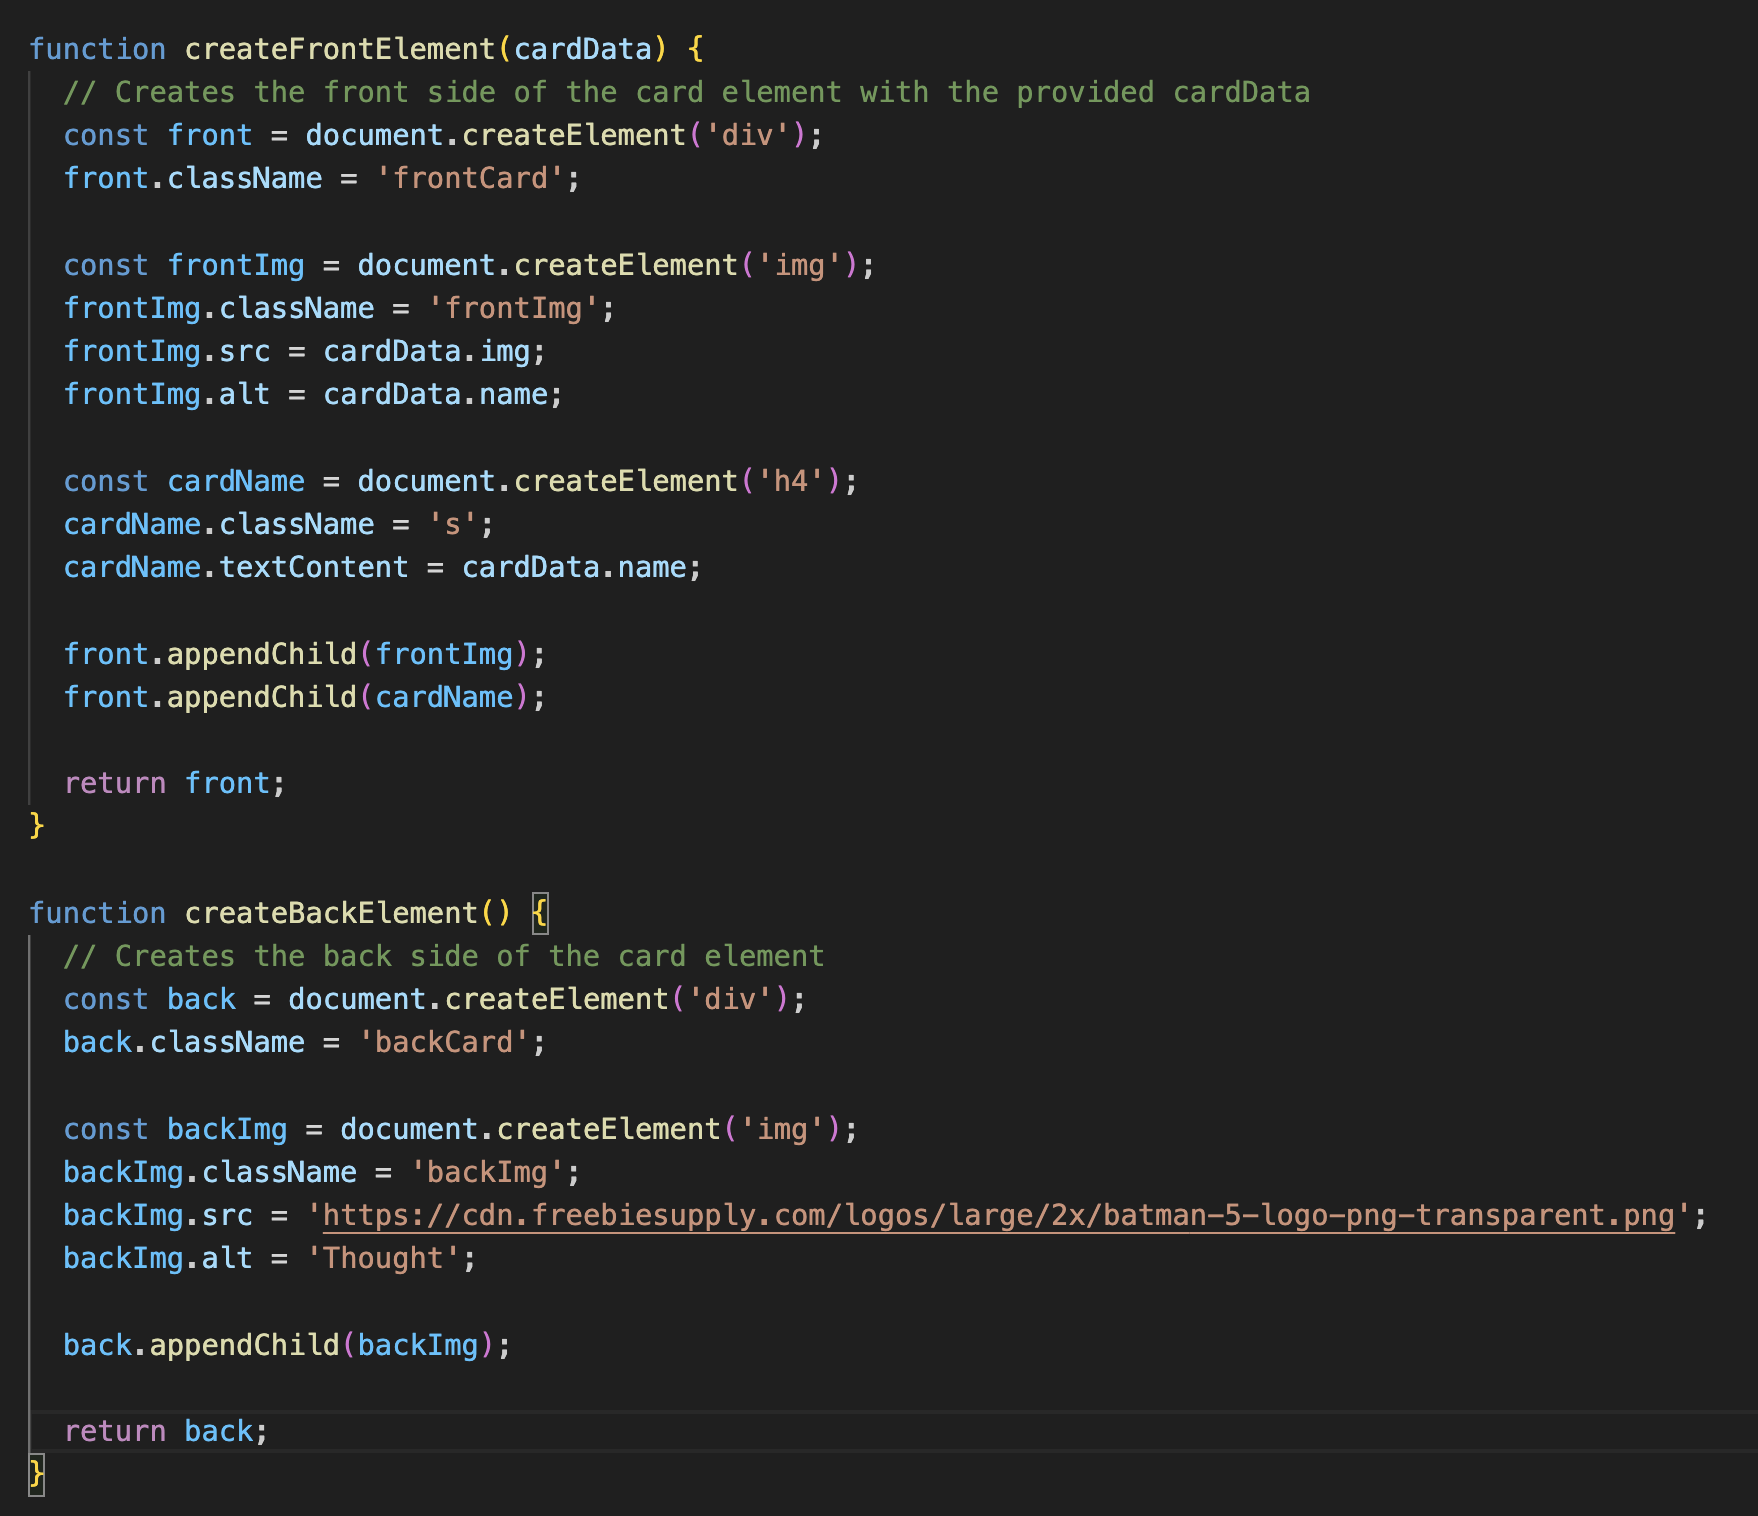 function createFrontElement(cardData) {
  // Creates the front side of the card element with the provided cardData
  const front = document.createElement('div');
  front.className = 'frontCard';

  const frontImg = document.createElement('img');
  frontImg.className = 'frontImg';
  frontImg.src = cardData.img;
  frontImg.alt = cardData.name;

  const cardName = document.createElement('h4');
  cardName.className = 's';
  cardName.textContent = cardData.name;

  front.appendChild(frontImg);
  front.appendChild(cardName);

  return front;
}

function createBackElement() {
  // Creates the back side of the card element
  const back = document.createElement('div');
  back.className = 'backCard';

  const backImg = document.createElement('img');
  backImg.className = 'backImg';
  backImg.src = 'https://cdn.freebiesupply.com/logos/large/2x/batman-5-logo-png-transparent.png';
  backImg.alt = 'Thought';

  back.appendChild(backImg);

  return back;
}